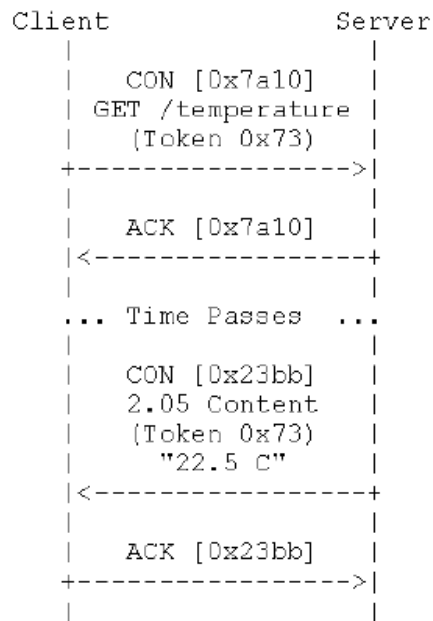 Client Server
CON [0x7a10]
GET /temperature
(Token 0x73)
+----------------->|
ACK [0x7a10]
|<-----------------+
... Time Passes ...
CON [0x23bb]
2.05 Content
(Token 0x73)
"22.5 C"
|<-----------------+
ACK [0x23bb]
+----------------->|